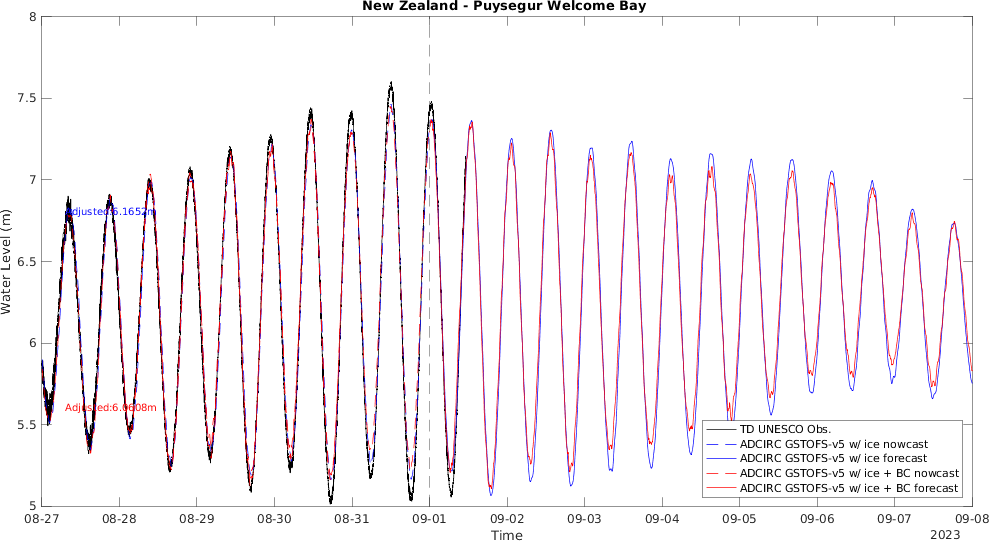 New Zealand - Puysegur Welcome Bay
8
7.5
7
6.5
6
5.5
5
Water Level (m)
Adjusted:6.1652m
Adjusted:6.0608m
TD UNESCO Obs.
ADCIRC GSTOFS-v5 w/ ice nowcast
ADCIRC GSTOFS-v5 w/ ice forecast
ADCIRC GSTOFS-v5 w/ ice + BC nowcast
ADCIRC GSTOFS-v5 w/ ice + BC forecast
08-27 08-28 08-29 08-30 08-31 09-01 09-02 09-03 09-04 09-05 09-06 09-07 09-08
Time
2023